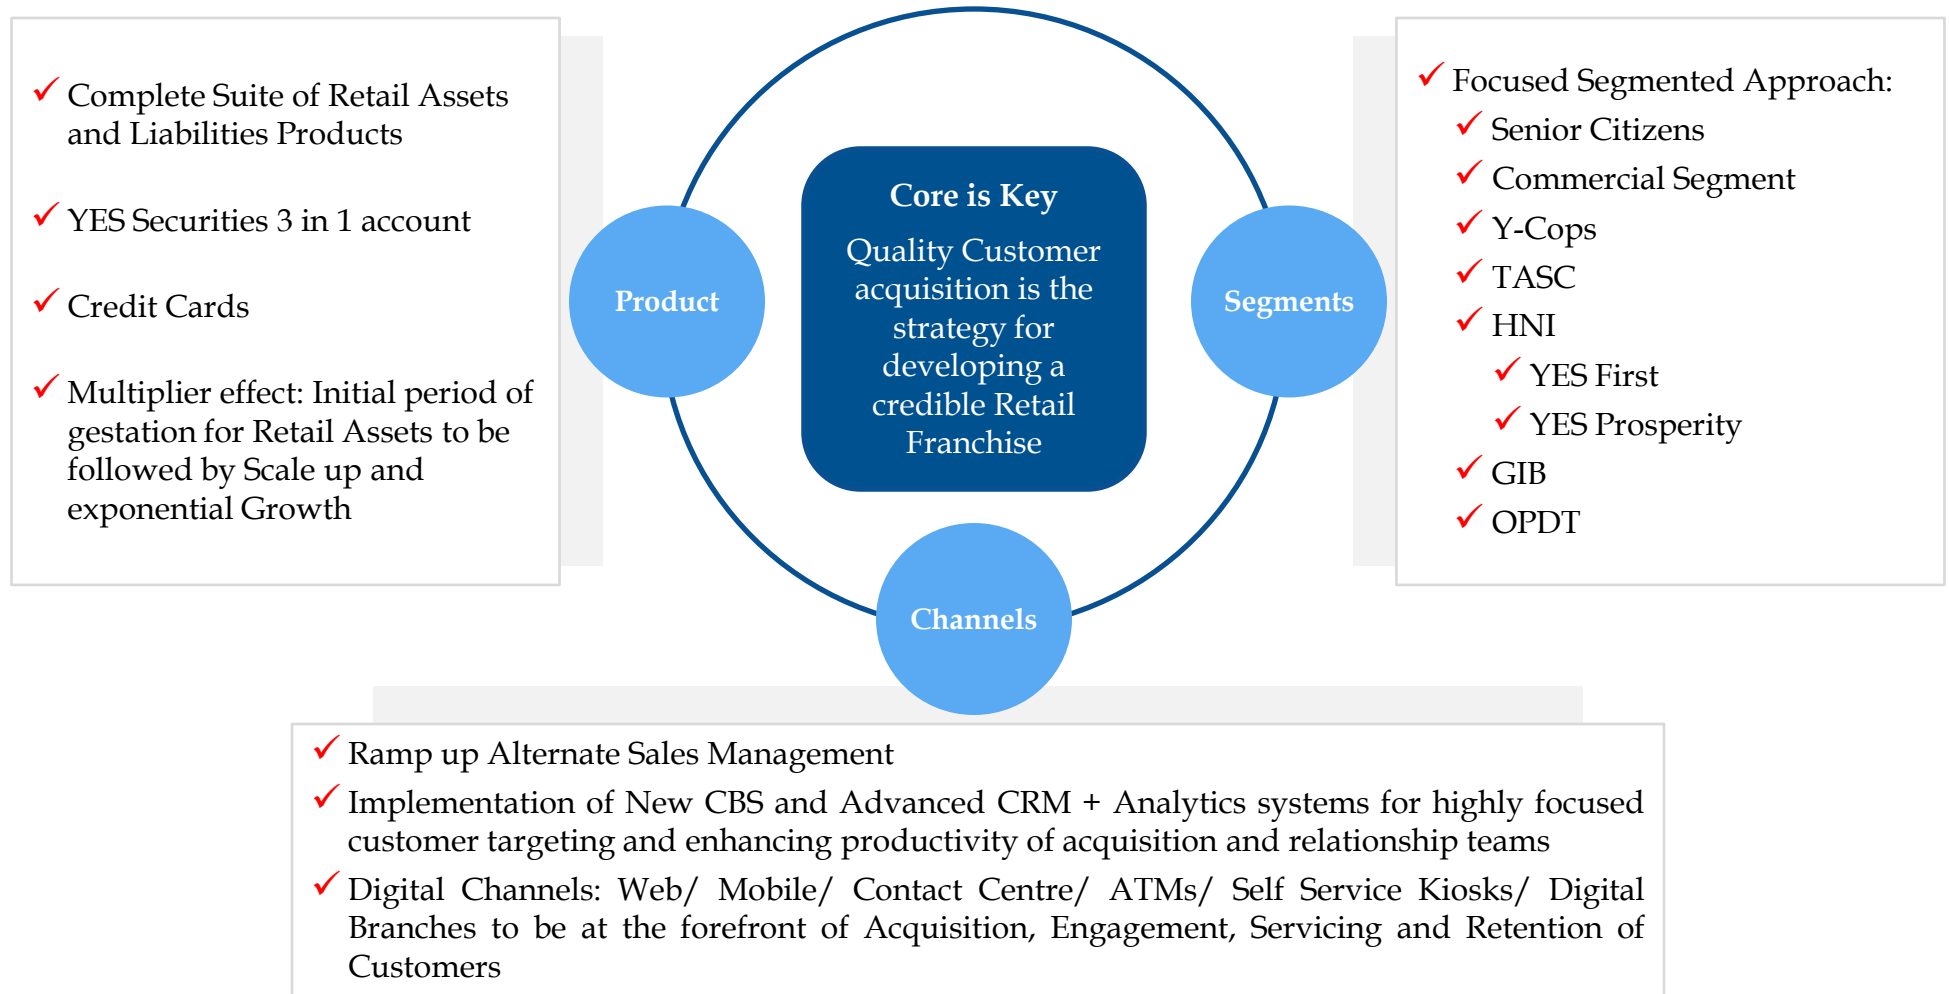 Complete Suite of Retail Assets
and Liabilities Products
YES Securities 3 in 1 account
Credit Cards
Multiplier effect: Initial period of
gestation for Retail Assets to be
followed by Scale up and
exponential Growth
Product
Core is Key
Quality Customer
acquisition is the
strategy for
developing a
credible Retail
Franchise
Segments
Focused Segmented Approach:
Senior Citizens
Commercial Segment
Y-Cops
TASC
HNI
YES First
YES Prosperity
GIB
OPDT
Channels
Ramp up Alternate Sales Management
Implementation of New CBS and Advanced CRM + Analytics systems for highly focused
customer targeting and enhancing productivity of acquisition and relationship teams
Digital Channels: Web/ Mobile/ Contact Centre/ ATMs/ Self Service Kiosks/ Digital
Branches to be at the forefront of Acquisition, Engagement, Servicing and Retention of
Customers